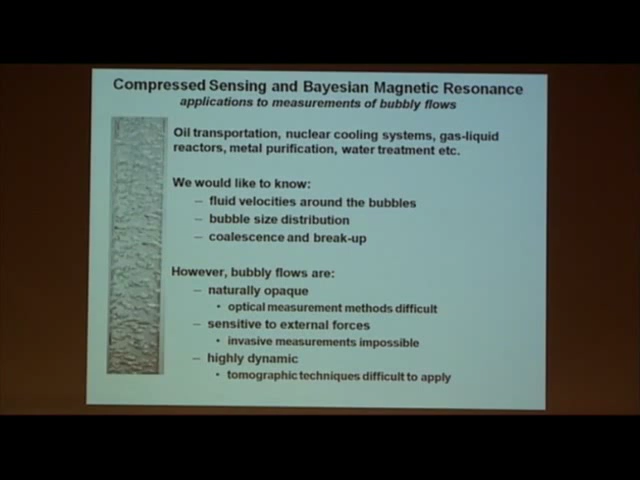 Compressed Sensing and Bayesian Magnetic Resonance
applications to measurements of bubbly flows
Oil transportation, nuclear cooling systems, gas-liquid
reactors, metal purification, water treatment etc.
We would like to know:
– fluid velocities around the bubbles
– bubble size distribution
– coalescence and break-up
However, bubbly flows are:
– naturally opaque
• optical measurement methods difficult
– sensitive to external forces
• invasive measurements impossible
– highly dynamic
• tomographic techniques difficult to apply